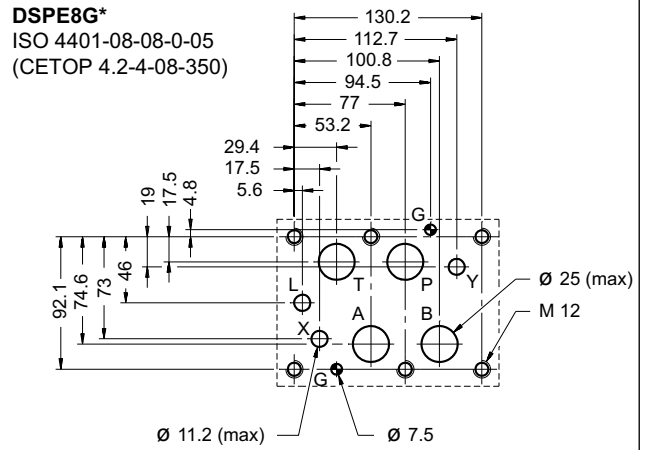 DSPE8G*
ISO 4401-08-08-0-05
(CETOP 4.2-4-08-350)
130.2
112.7
100.8
94.5
77
53.2
29.4
17.5
5.6
19
17.5
4.8
92.1
74.6
73
46
G
T
P
Y
L
X
A
B
G
Ø 25 (max)
M 12
Ø 11.2 (max)
Ø 7.5